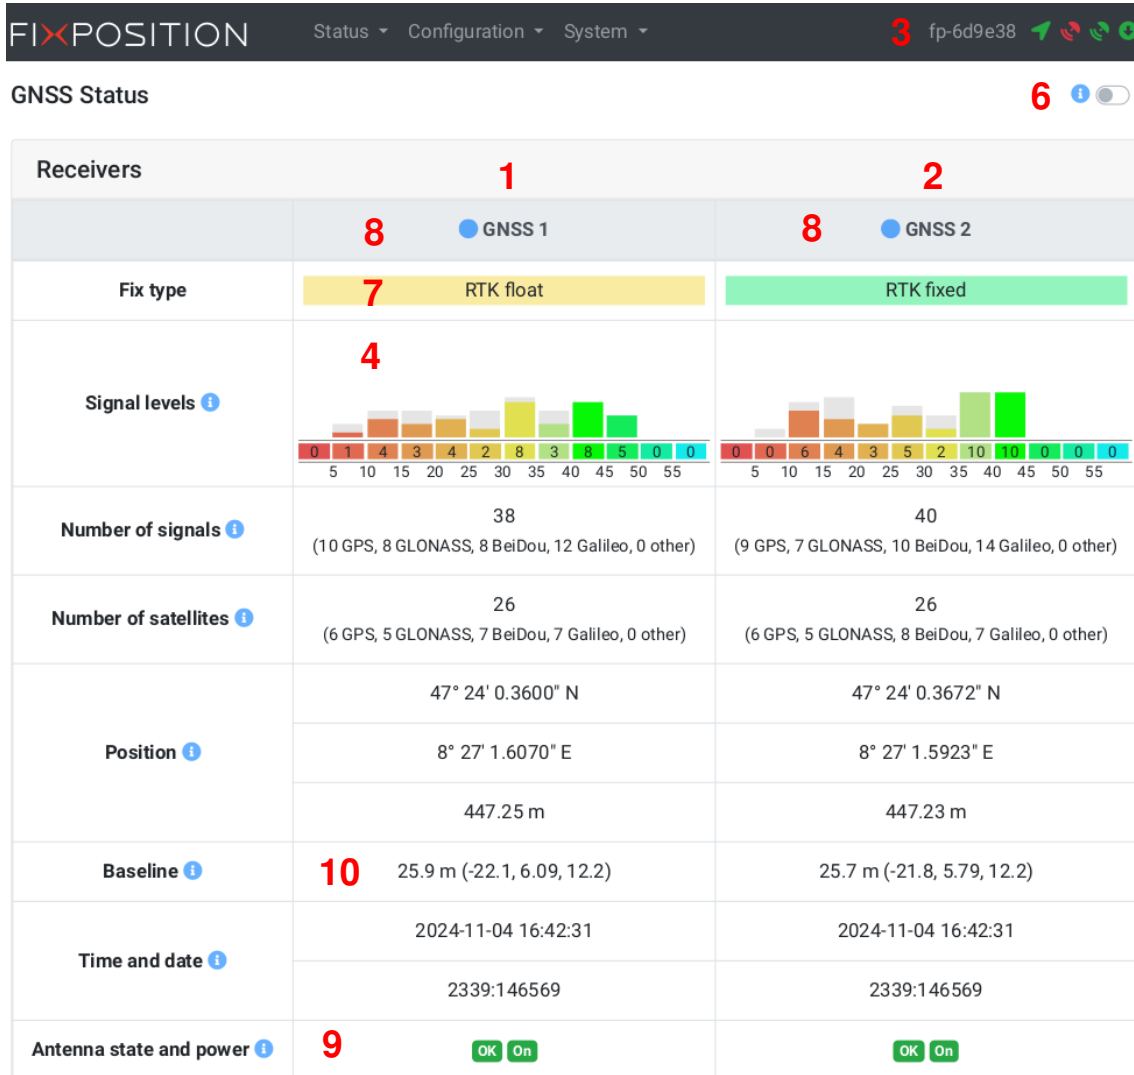 FIXPOSITION Status Configuration System 3 fp-6d9e38
GNSS Status 6
Receivers 1 2
8 GNSS 1 8 GNSS 2
Fix type 7 RTK float RTK fixed
4
Signal levels
0 1 4 3 4 2 8 3 8 5 0 0 0 0 6 4 3 5 2 10 10 0 0 0
5 10 15 20 25 30 35 40 45 50 55 5 10 15 20 25 30 35 40 45 50 55
Number of signals 38 40
(10 GPS, 8 GLONASS, 8 BeiDou, 12 Galileo, 0 other) (9 GPS, 7 GLONASS, 10 BeiDou, 14 Galileo, 0 other)
Number of satellites 26 26
(6 GPS, 5 GLONASS, 7 BeiDou, 7 Galileo, 0 other) (6 GPS, 5 GLONASS, 8 BeiDou, 7 Galileo, 0 other)
Position 47° 24' 0.3600" N 47° 24' 0.3672" N
8° 27' 1.6070" E 8° 27' 1.5923" E
447.25 m 447.23 m
Baseline 10 25.9 m (-22.1, 6.09, 12.2) 25.7 m (-21.8, 5.79, 12.2)
Time and date 2024-11-04 16:42:31 2024-11-04 16:42:31
2339:146569 2339:146569
Antenna state and power 9 OK On OK On